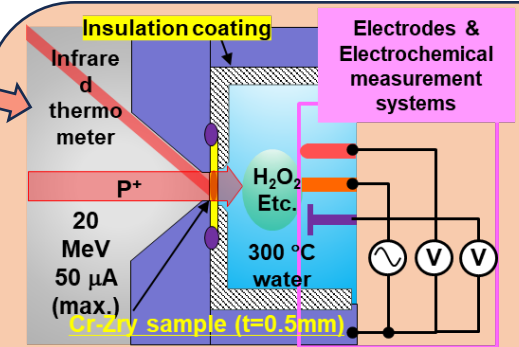 Insulation coating
Electrodes &
Electrochemical
measurement
systems
Infrare
d
thermo
meter
P⁺
H₂O₂
Etc.
20
MeV
50 μA
(max.)
300 °C
water
V
V
Cr-Zry sample (t=0.5mm)